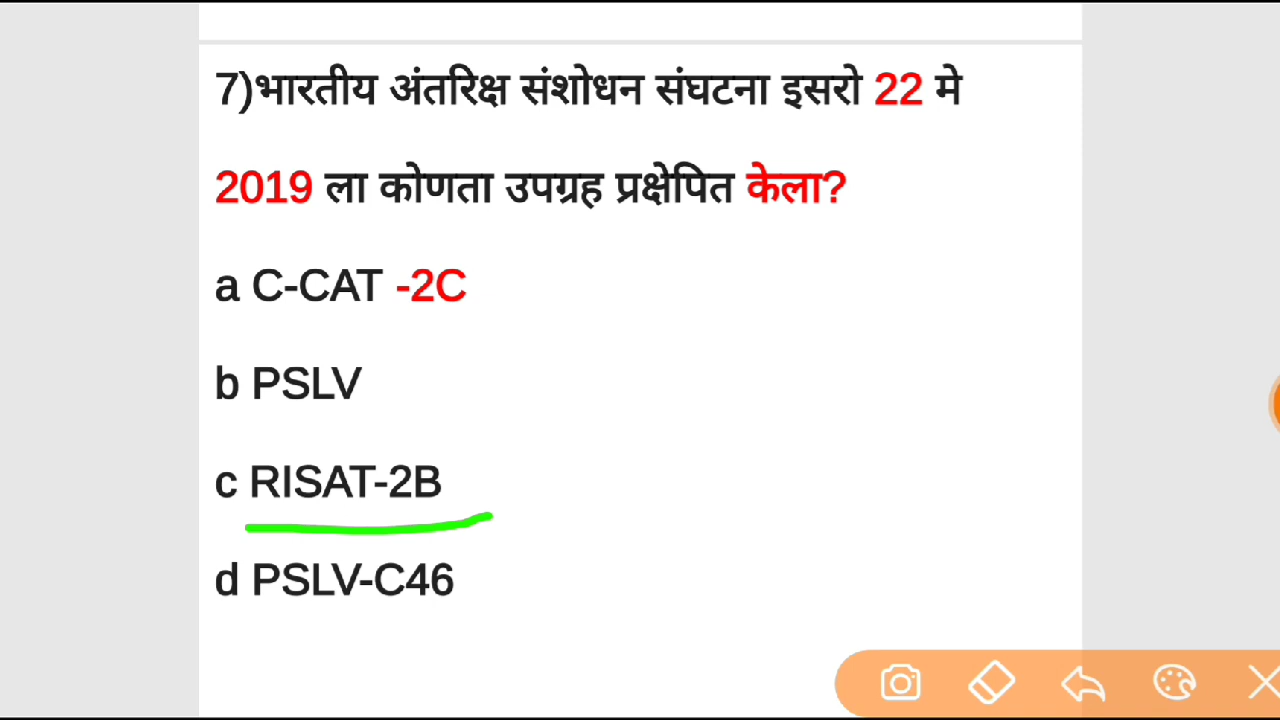 7)भारतीय अंतरिक्ष संशोधन संघटना इसरो 22 मे
2019 ला कोणता उपग्रह प्रक्षेपित केला?
a C-CAT -2C
b PSLV
c RISAT-2B
d PSLV-C46